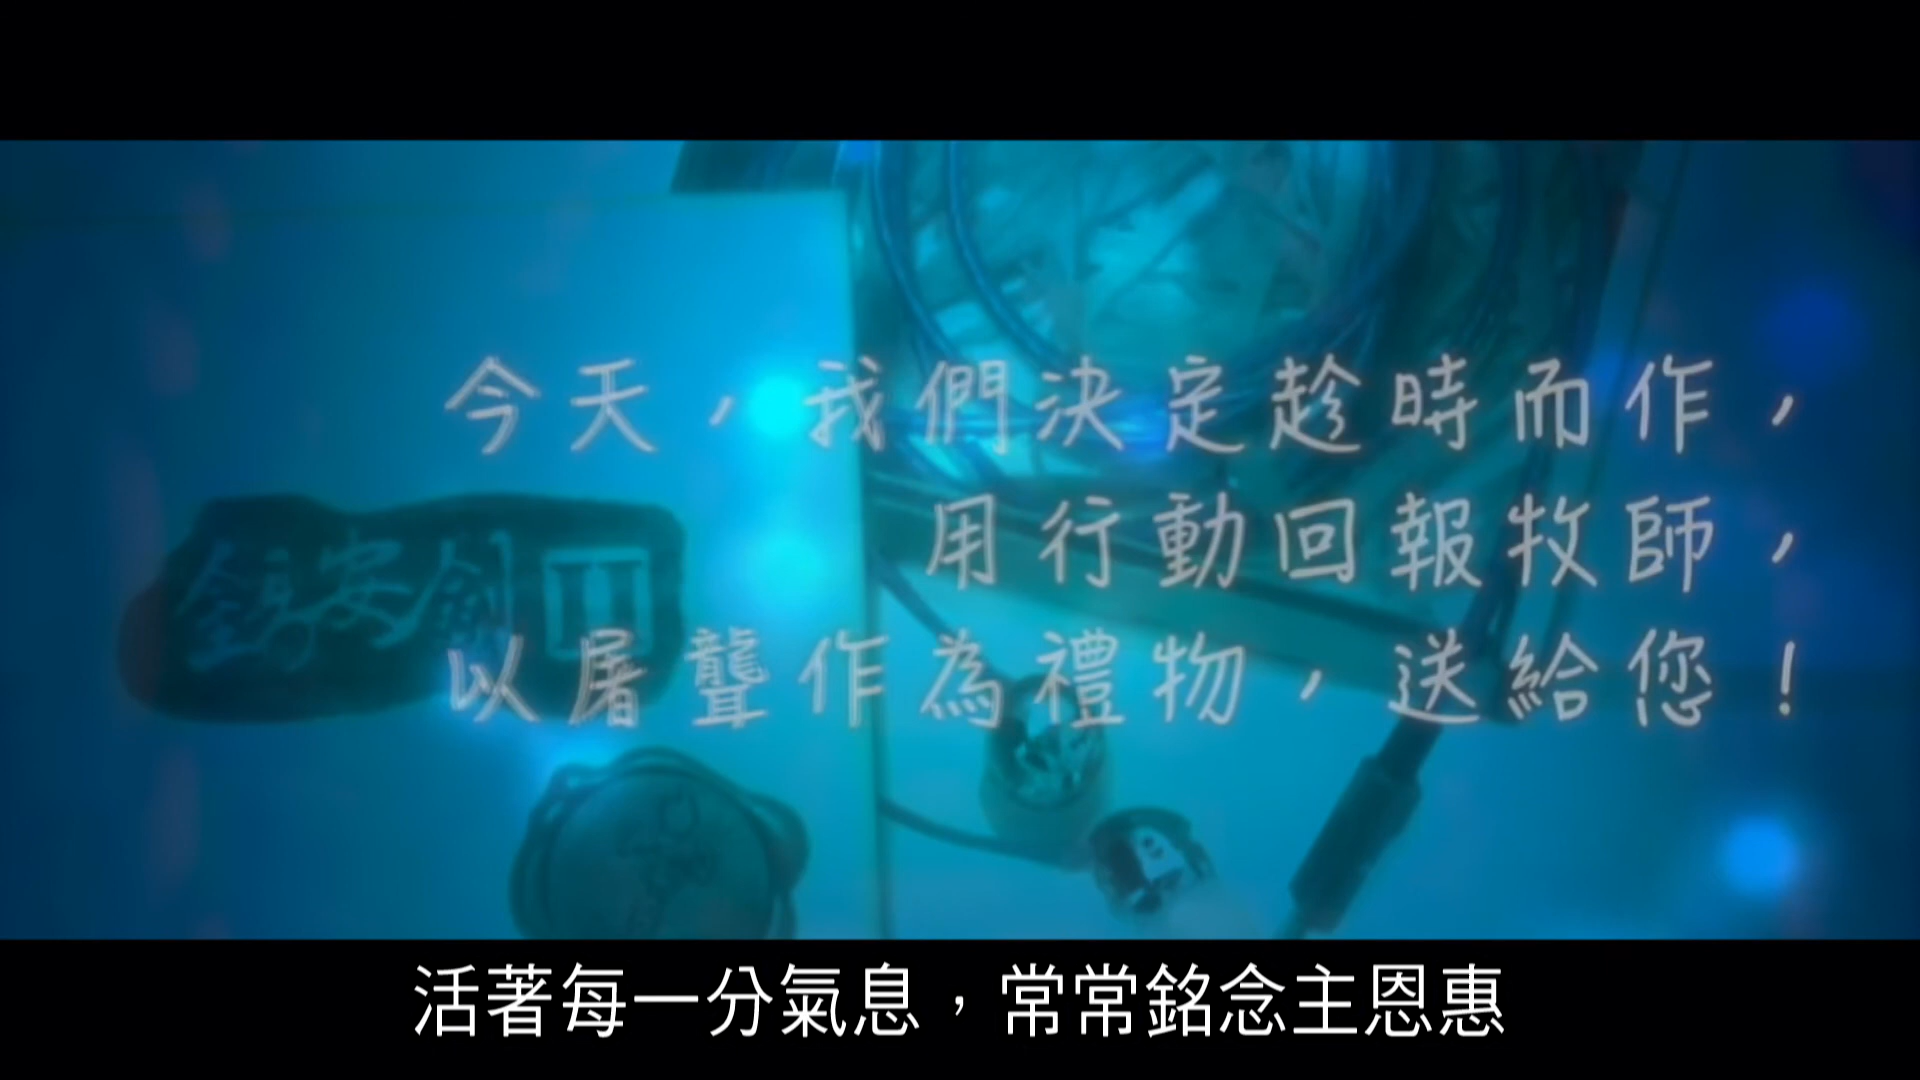 今天，我們決定趁時而作，
用行動回報牧師，
以屠聾作為禮物，送給您！
活著每一分氣息，常常銘念主恩惠